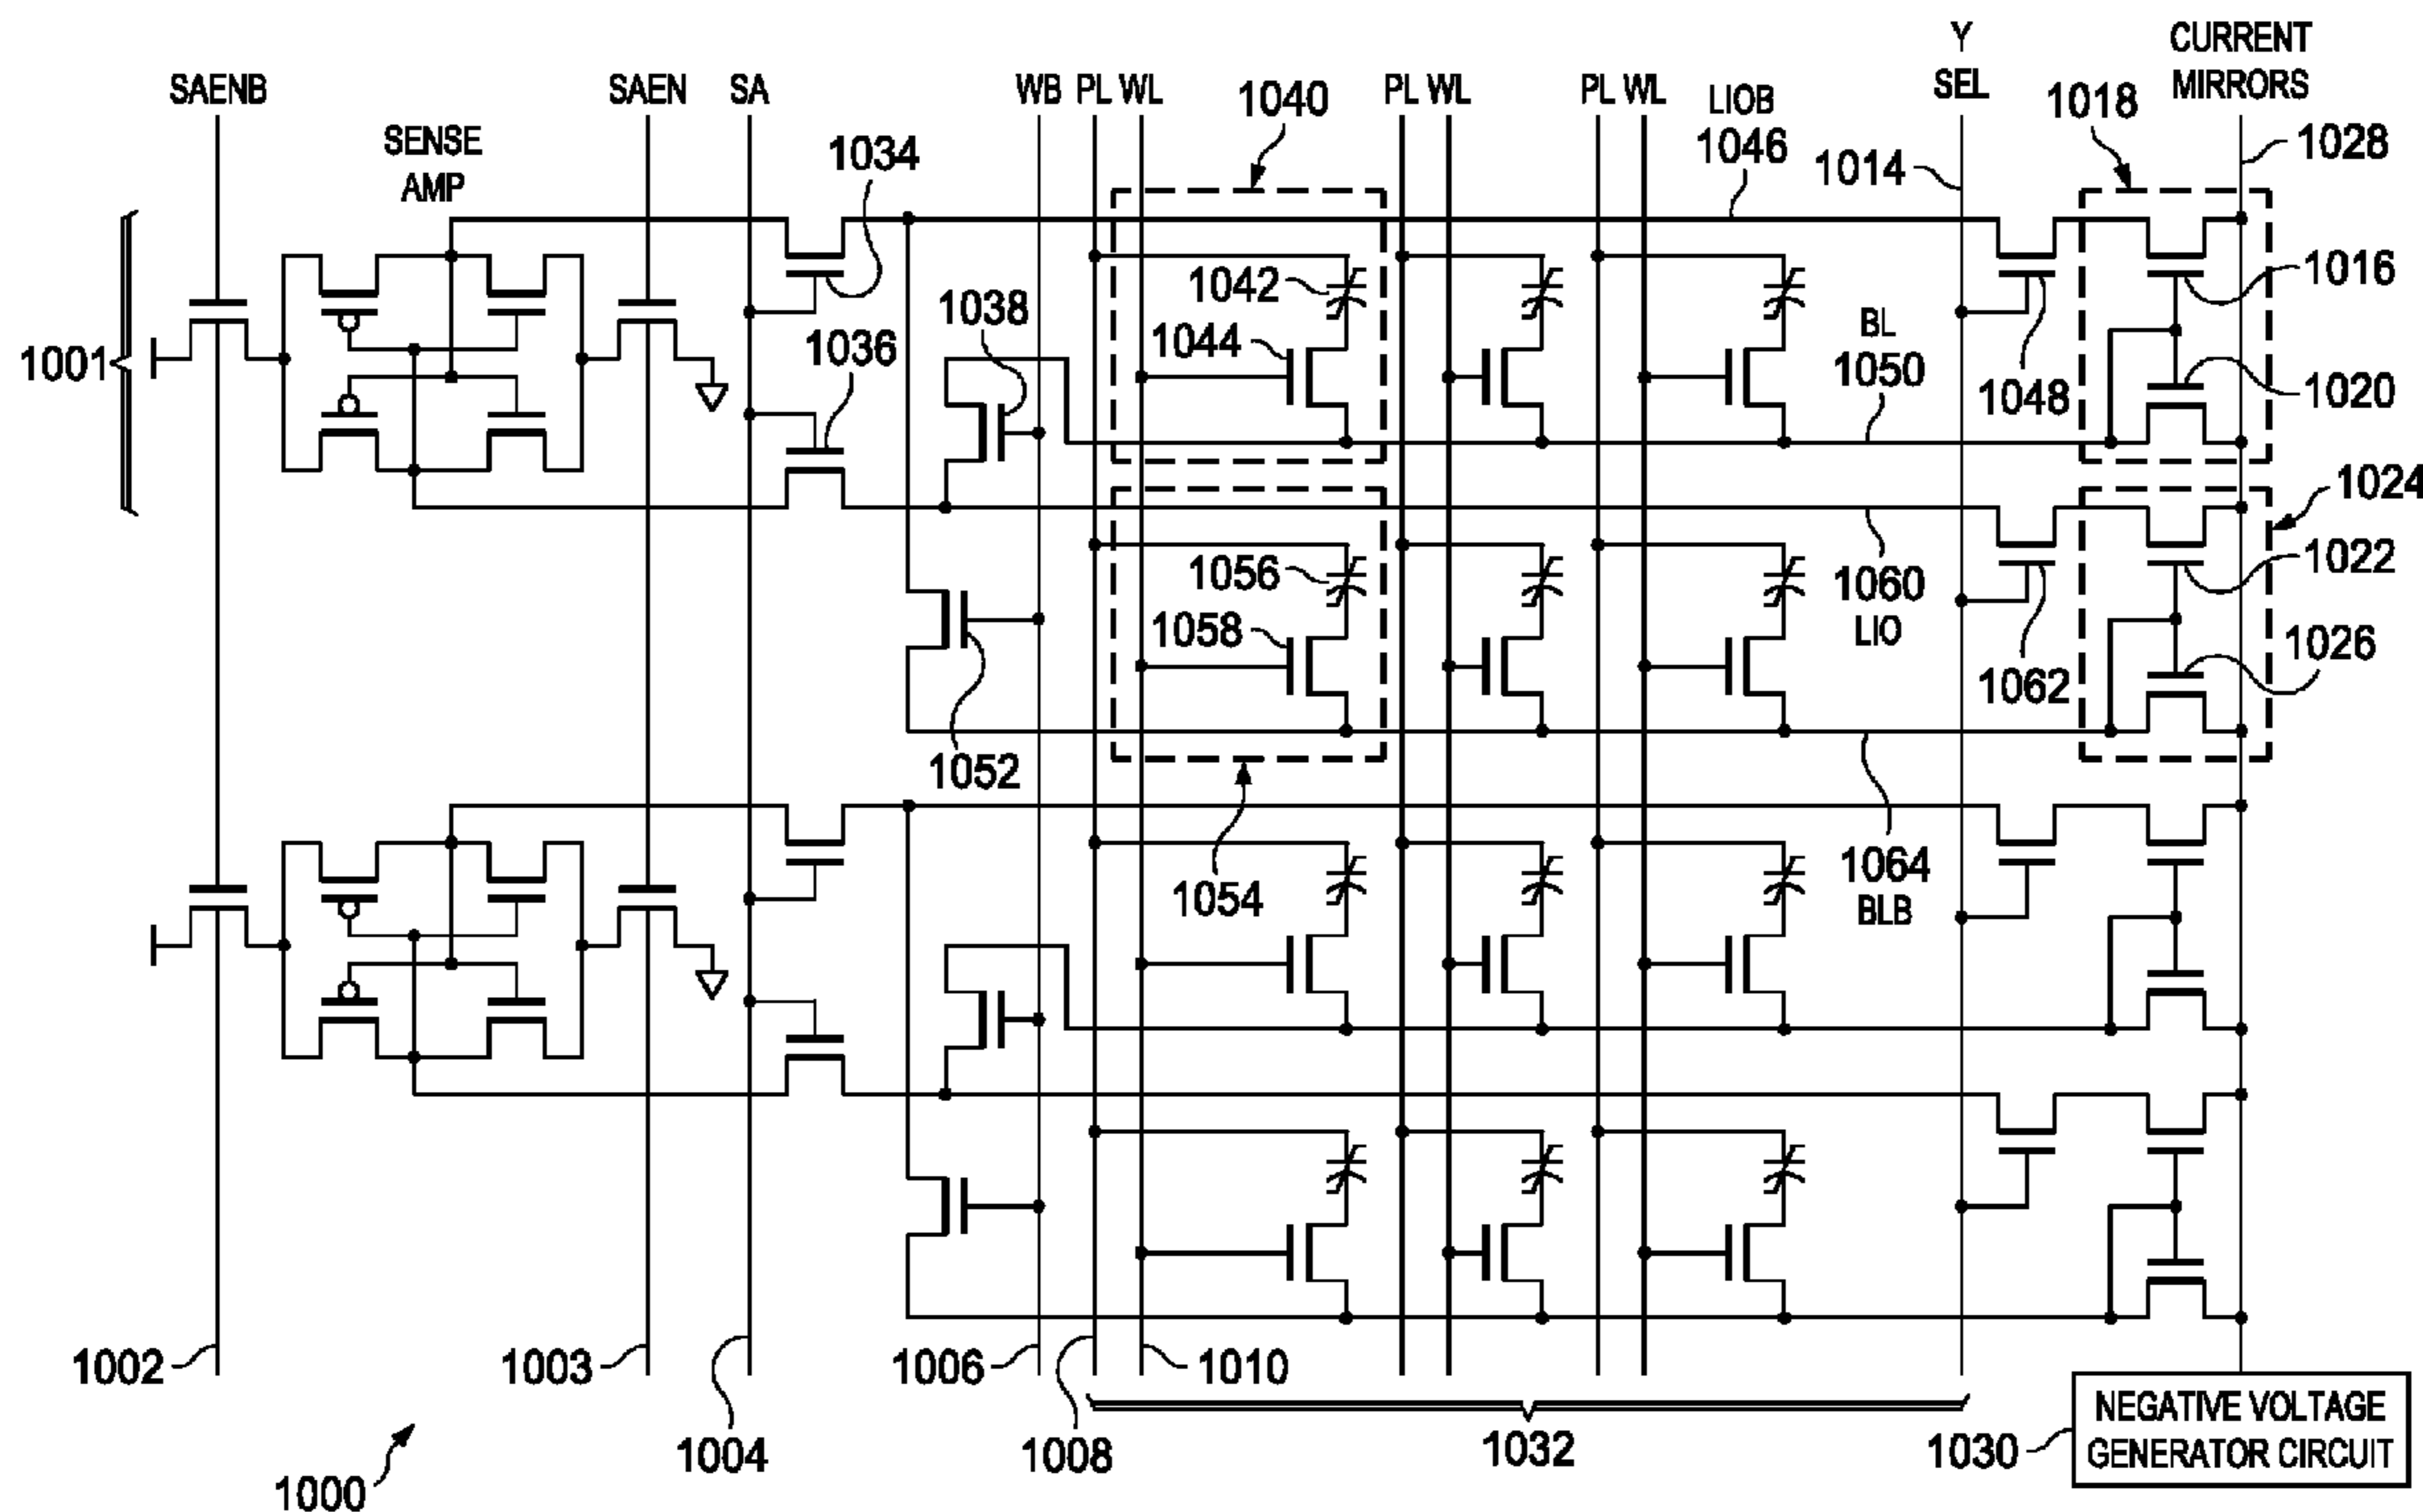 Y
SEL
CURRENT
MIRRORS
SAENB
SAEN
SA
WB
PL
WL
1040
PL
WL
PL
WL
LIOB
1046
1018
1028
SENSE
AMP
1034
1014
1042
1016
1038
1001
1036
1044
BL
1050
1048
1020
1024
1056
1060
LIO
1022
1058
1062
1026
1052
1054
1064
BLB
1002
1003
1006
1010
1004
1008
1032
1000
1030
NEGATIVE VOLTAGE
GENERATOR CIRCUIT